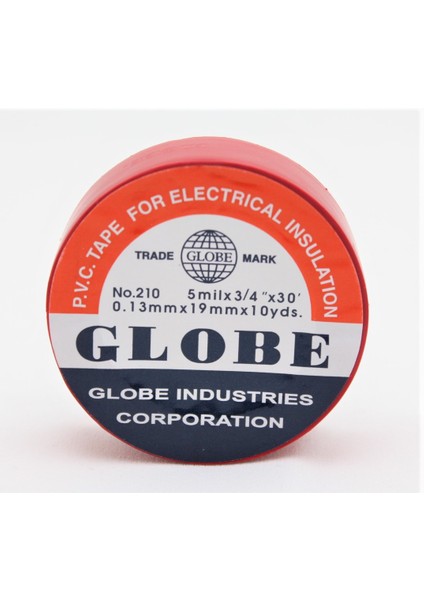 P.V.C. TAPE FOR ELECTRICAL INSULATION
TRADE GLOBE MARK
No.210 5milx3/4"x30'
0.13mmx19mmx10yds.
GLOBE
GLOBE INDUSTRIES
CORPORATION